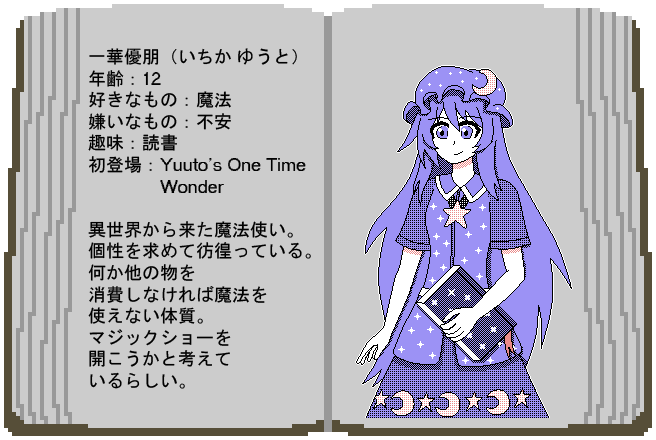 一華優朋（いちか ゆうと）
年齢：12
好きなもの：魔法
嫌いなもの：不安
趣味：読書
初登場：Yuuto's One Time
Wonder
異世界から来た魔法使い。
個性を求めて彷徨っている。
何か他の物を
消費しなければ魔法を
使えない体質。
マジックショーを
開こうかと考えて
いるらしい。